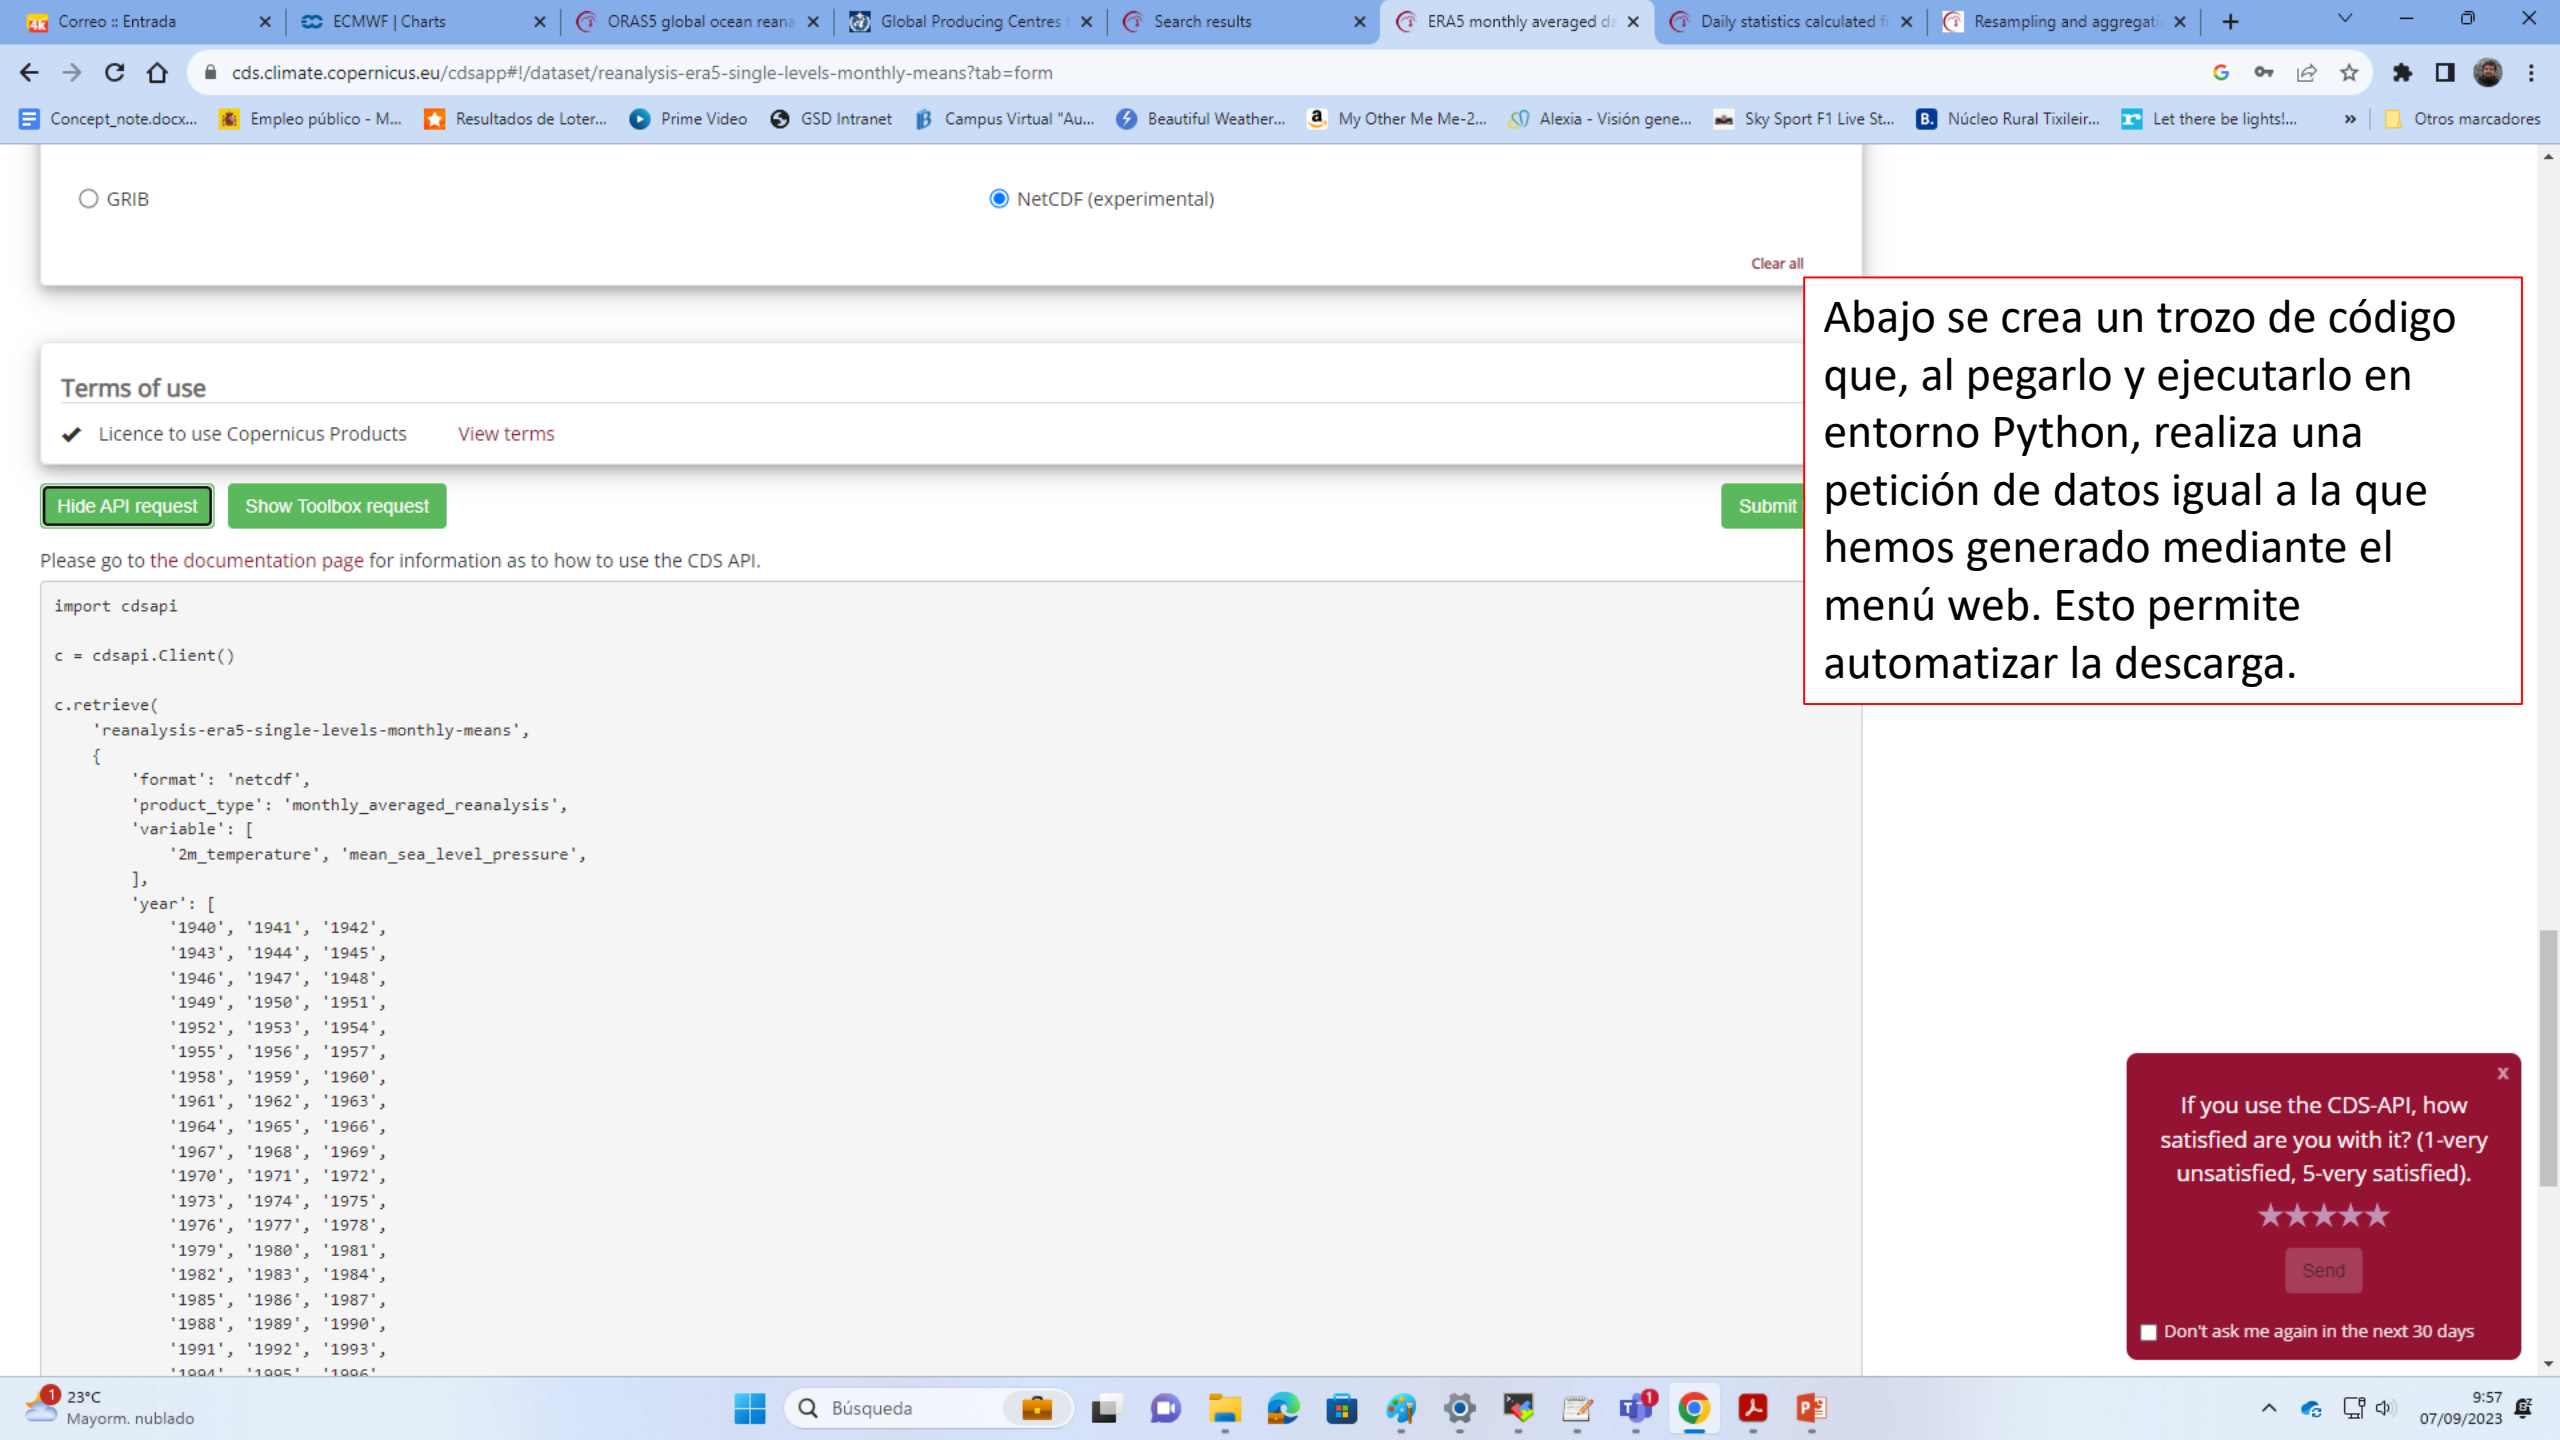 Correo :: Entrada
ECMWF | Charts
ORAS5 global ocean reana
Global Producing Centres
Search results
ERA5 monthly averaged da
Daily statistics calculated fr
Resampling and aggregati
cds.climate.copernicus.eu/cdsapp#!/dataset/reanalysis-era5-single-levels-monthly-means?tab=form
Concept_note.docx...
Empleo público - M...
Resultados de Loter...
Prime Video
GSD Intranet
Campus Virtual "Au...
Beautiful Weather...
My Other Me Me-2...
Alexia - Visión gene...
Sky Sport F1 Live St...
Núcleo Rural Tixileir...
Let there be lights!...
»
Otros marcadores
GRIB
NetCDF (experimental)
Clear all
Abajo se crea un trozo de código
que, al pegarlo y ejecutarlo en
entorno Python, realiza una
petición de datos igual a la que
hemos generado mediante el
menú web. Esto permite
automatizar la descarga.
Terms of use
Licence to use Copernicus Products View terms
Hide API request
Show Toolbox request
Submit
Please go to the documentation page for information as to how to use the CDS API.
import cdsapi
c = cdsapi.Client()
c.retrieve(
'reanalysis-era5-single-levels-monthly-means',
{
'format': 'netcdf',
'product_type': 'monthly_averaged_reanalysis',
'variable': [
'2m_temperature', 'mean_sea_level_pressure',
],
'year': [
'1940', '1941', '1942',
'1943', '1944', '1945',
'1946', '1947', '1948',
'1949', '1950', '1951',
'1952', '1953', '1954',
'1955', '1956', '1957',
'1958', '1959', '1960',
'1961', '1962', '1963',
'1964', '1965', '1966',
'1967', '1968', '1969',
'1970', '1971', '1972',
'1973', '1974', '1975',
'1976', '1977', '1978',
'1979', '1980', '1981',
'1982', '1983', '1984',
'1985', '1986', '1987',
'1988', '1989', '1990',
'1991', '1992', '1993',
'1994', '1995', '1996',
x
If you use the CDS-API, how
satisfied are you with it? (1-very
unsatisfied, 5-very satisfied).
★★★★★
Send
Don't ask me again in the next 30 days
1
23°C
Mayorm. nublado
Búsqueda
1
9:57
07/09/2023